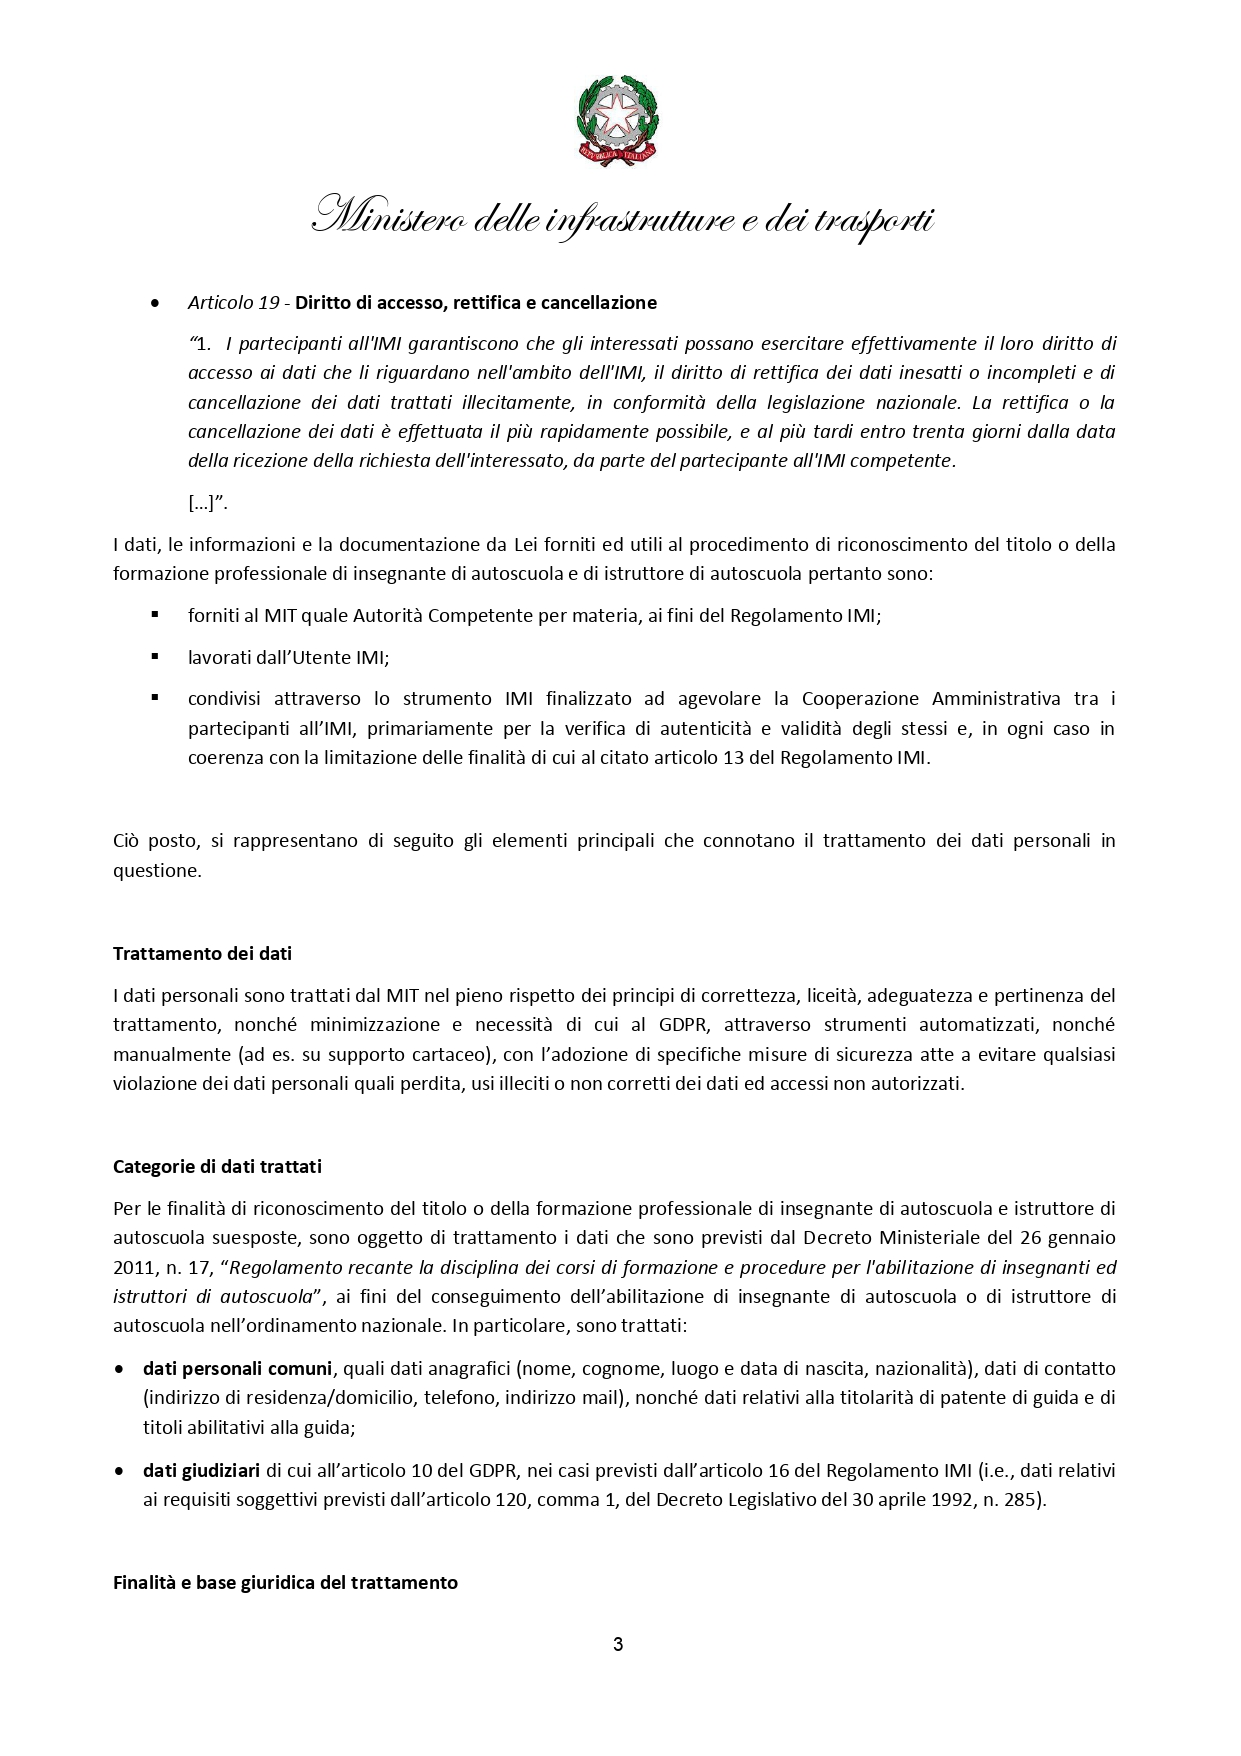 REPVBBLICA ITALIANA
Ministero delle infrastrutture e dei trasporti
• Articolo 19 - Diritto di accesso, rettifica e cancellazione
“1. I partecipanti all'IMI garantiscono che gli interessati possano esercitare effettivamente il loro diritto di
accesso ai dati che li riguardano nell'ambito dell'IMI, il diritto di rettifica dei dati inesatti o incompleti e di
cancellazione dei dati trattati illecitamente, in conformità della legislazione nazionale. La rettifica o la
cancellazione dei dati è effettuata il più rapidamente possibile, e al più tardi entro trenta giorni dalla data
della ricezione della richiesta dell'interessato, da parte del partecipante all'IMI competente.
[…]”.
I dati, le informazioni e la documentazione da Lei forniti ed utili al procedimento di riconoscimento del titolo o della
formazione professionale di insegnante di autoscuola e di istruttore di autoscuola pertanto sono:
▪ forniti al MIT quale Autorità Competente per materia, ai fini del Regolamento IMI;
▪ lavorati dall’Utente IMI;
▪ condivisi attraverso lo strumento IMI finalizzato ad agevolare la Cooperazione Amministrativa tra i
partecipanti all’IMI, primariamente per la verifica di autenticità e validità degli stessi e, in ogni caso in
coerenza con la limitazione delle finalità di cui al citato articolo 13 del Regolamento IMI.
Ciò posto, si rappresentano di seguito gli elementi principali che connotano il trattamento dei dati personali in
questione.
Trattamento dei dati
I dati personali sono trattati dal MIT nel pieno rispetto dei principi di correttezza, liceità, adeguatezza e pertinenza del
trattamento, nonché minimizzazione e necessità di cui al GDPR, attraverso strumenti automatizzati, nonché
manualmente (ad es. su supporto cartaceo), con l’adozione di specifiche misure di sicurezza atte a evitare qualsiasi
violazione dei dati personali quali perdita, usi illeciti o non corretti dei dati ed accessi non autorizzati.
Categorie di dati trattati
Per le finalità di riconoscimento del titolo o della formazione professionale di insegnante di autoscuola e istruttore di
autoscuola suesposte, sono oggetto di trattamento i dati che sono previsti dal Decreto Ministeriale del 26 gennaio
2011, n. 17, “Regolamento recante la disciplina dei corsi di formazione e procedure per l'abilitazione di insegnanti ed
istruttori di autoscuola”, ai fini del conseguimento dell’abilitazione di insegnante di autoscuola o di istruttore di
autoscuola nell’ordinamento nazionale. In particolare, sono trattati:
• dati personali comuni, quali dati anagrafici (nome, cognome, luogo e data di nascita, nazionalità), dati di contatto
(indirizzo di residenza/domicilio, telefono, indirizzo mail), nonché dati relativi alla titolarità di patente di guida e di
titoli abilitativi alla guida;
• dati giudiziari di cui all’articolo 10 del GDPR, nei casi previsti dall’articolo 16 del Regolamento IMI (i.e., dati relativi
ai requisiti soggettivi previsti dall’articolo 120, comma 1, del Decreto Legislativo del 30 aprile 1992, n. 285).
Finalità e base giuridica del trattamento
3